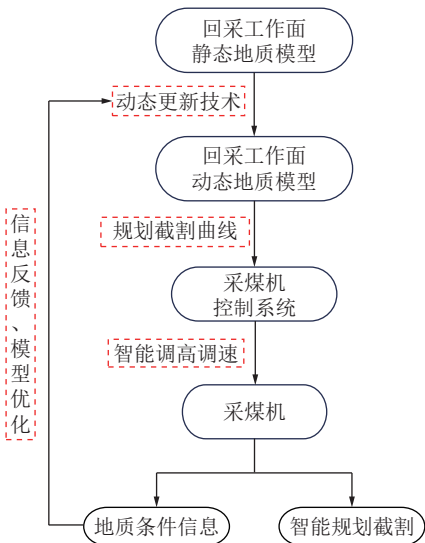 回采工作面
静态地质模型
动态更新技术
回采工作面
动态地质模型
规划截割曲线
采煤机
控制系统
智能调高调速
采煤机
信息反馈、模型优化
地质条件信息
智能规划截割